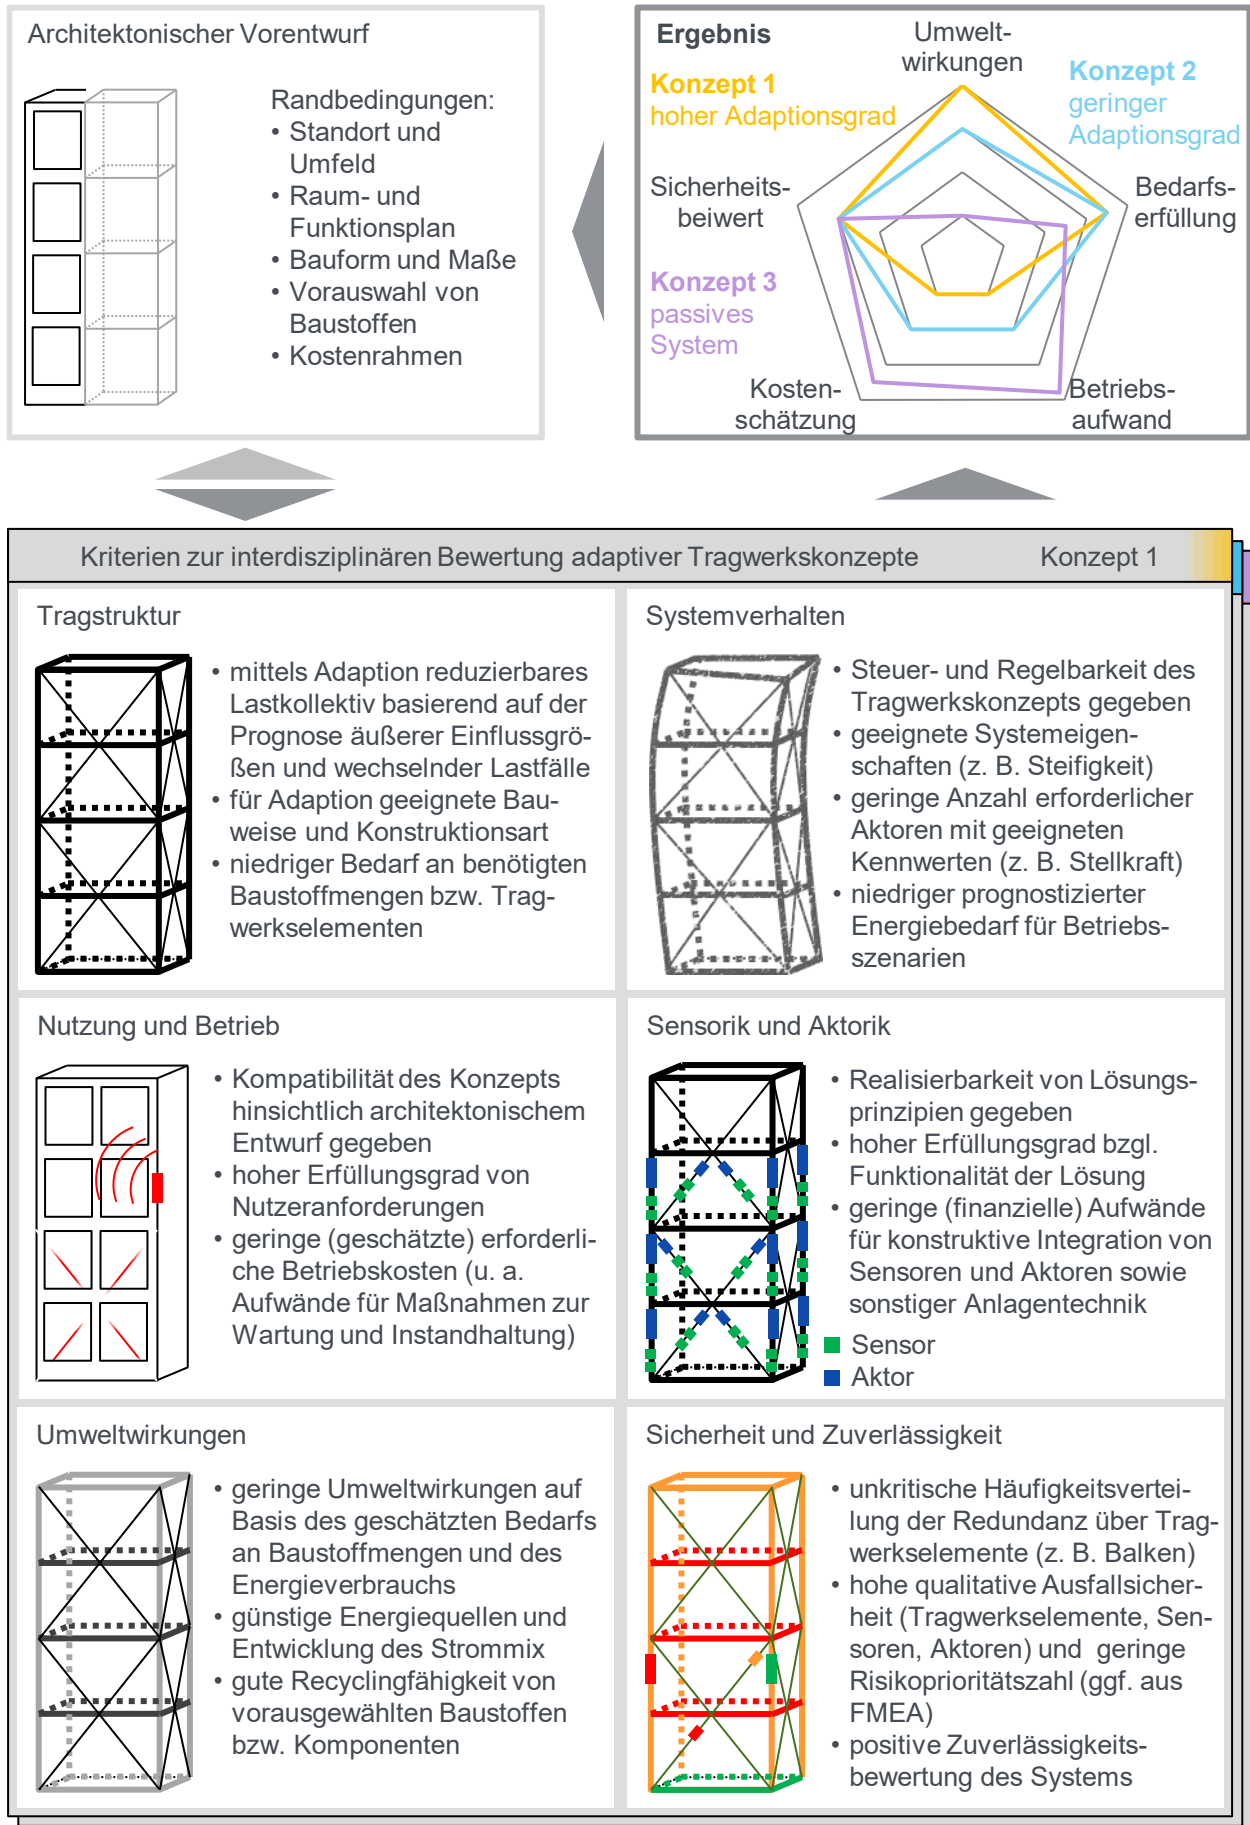 Architektonischer Vorentwurf
Randbedingungen:
• Standort und
Umfeld
• Raum- und
Funktionsplan
• Bauform und Maße
• Vorauswahl von
Baustoffen
• Kostenrahmen
Ergebnis
Umwelt-
wirkungen
Konzept 1
hoher Adaptionsgrad
Konzept 2
geringer
Adaptionsgrad
Sicherheits-
beiwert
Bedarfs-
erfüllung
Konzept 3
passives
System
Kosten-
schätzung
Betriebs-
aufwand
Kriterien zur interdisziplinären Bewertung adaptiver Tragwerkskonzepte
Konzept 1
Tragstruktur
• mittels Adaption reduzierbares
Lastkollektiv basierend auf der
Prognose äußerer Einflussgrö-
ßen und wechselnder Lastfälle
• für Adaption geeignete Bau-
weise und Konstruktionsart
• niedriger Bedarf an benötigten
Baustoffmengen bzw. Trag-
werkselementen
Systemverhalten
• Steuer- und Regelbarkeit des
Tragwerkskonzepts gegeben
• geeignete Systemeigen-
schaften (z. B. Steifigkeit)
• geringe Anzahl erforderlicher
Aktoren mit geeigneten
Kennwerten (z. B. Stellkraft)
• niedriger prognostizierter
Energiebedarf für Betriebs-
szenarien
Nutzung und Betrieb
• Kompatibilität des Konzepts
hinsichtlich architektonischem
Entwurf gegeben
• hoher Erfüllungsgrad von
Nutzeranforderungen
• geringe (geschätzte) erforderli-
che Betriebskosten (u. a.
Aufwände für Maßnahmen zur
Wartung und Instandhaltung)
Sensorik und Aktorik
• Realisierbarkeit von Lösungs-
prinzipien gegeben
• hoher Erfüllungsgrad bzgl.
Funktionalität der Lösung
• geringe (finanzielle) Aufwände
für konstruktive Integration von
Sensoren und Aktoren sowie
sonstiger Anlagentechnik
Sensor
Aktor
Umweltwirkungen
• geringe Umweltwirkungen auf
Basis des geschätzten Bedarfs
an Baustoffmengen und des
Energieverbrauchs
• günstige Energiequellen und
Entwicklung des Strommix
• gute Recyclingfähigkeit von
vorausgewählten Baustoffen
bzw. Komponenten
Sicherheit und Zuverlässigkeit
• unkritische Häufigkeitsvertei-
lung der Redundanz über Trag-
werkselemente (z. B. Balken)
• hohe qualitative Ausfallsicher-
heit (Tragwerkselemente, Sen-
soren, Aktoren) und geringe
Risikoprioritätszahl (ggf. aus
FMEA)
• positive Zuverlässigkeits-
bewertung des Systems